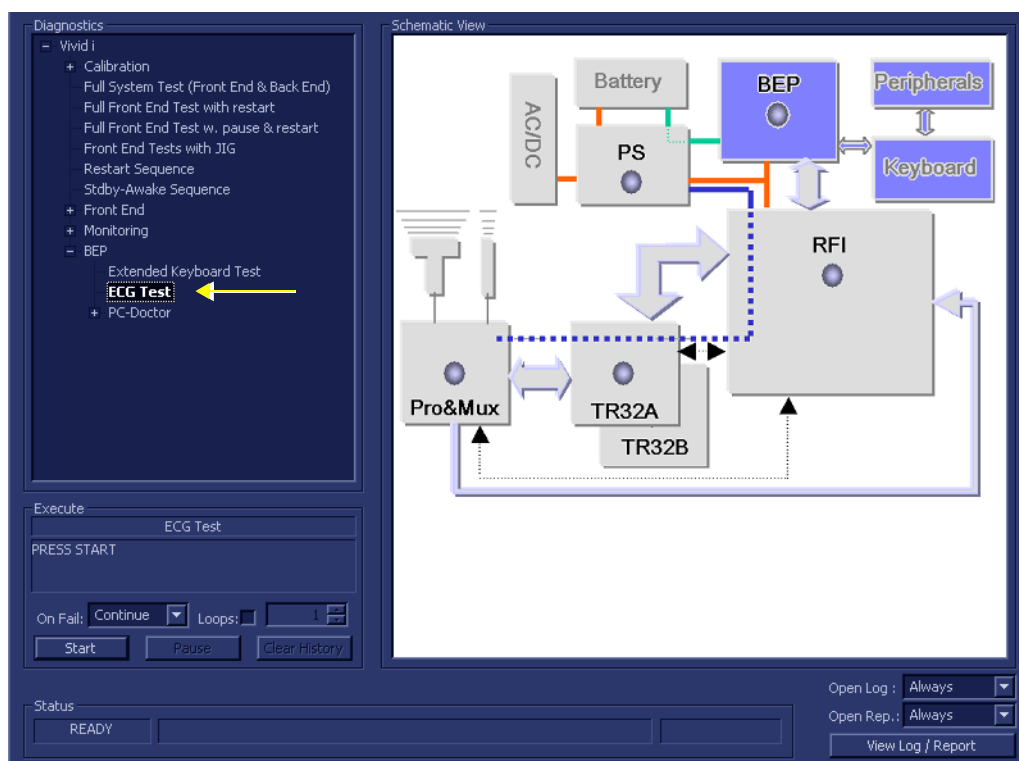 Diagnostics
Vivid i
Calibration
Full System Test (Front End & Back End)
Full Front End Test with restart
Full Front End Test w. pause & restart
Front End Tests with JIG
Restart Sequence
Stdby-Awake Sequence
Front End
Monitoring
BEP
Extended Keyboard Test
ECG Test
PC-Doctor
Execute
ECG Test
PRESS START
On Fail: Continue Loops: 1
Start Pause Clear History
Schematic View
Battery
BEP
Peripherals
AC/DC
PS
Keyboard
RFI
Pro&Mux
TR32A
TR32B
Status
READY
Open Log : Always
Open Rep.: Always
View Log / Report